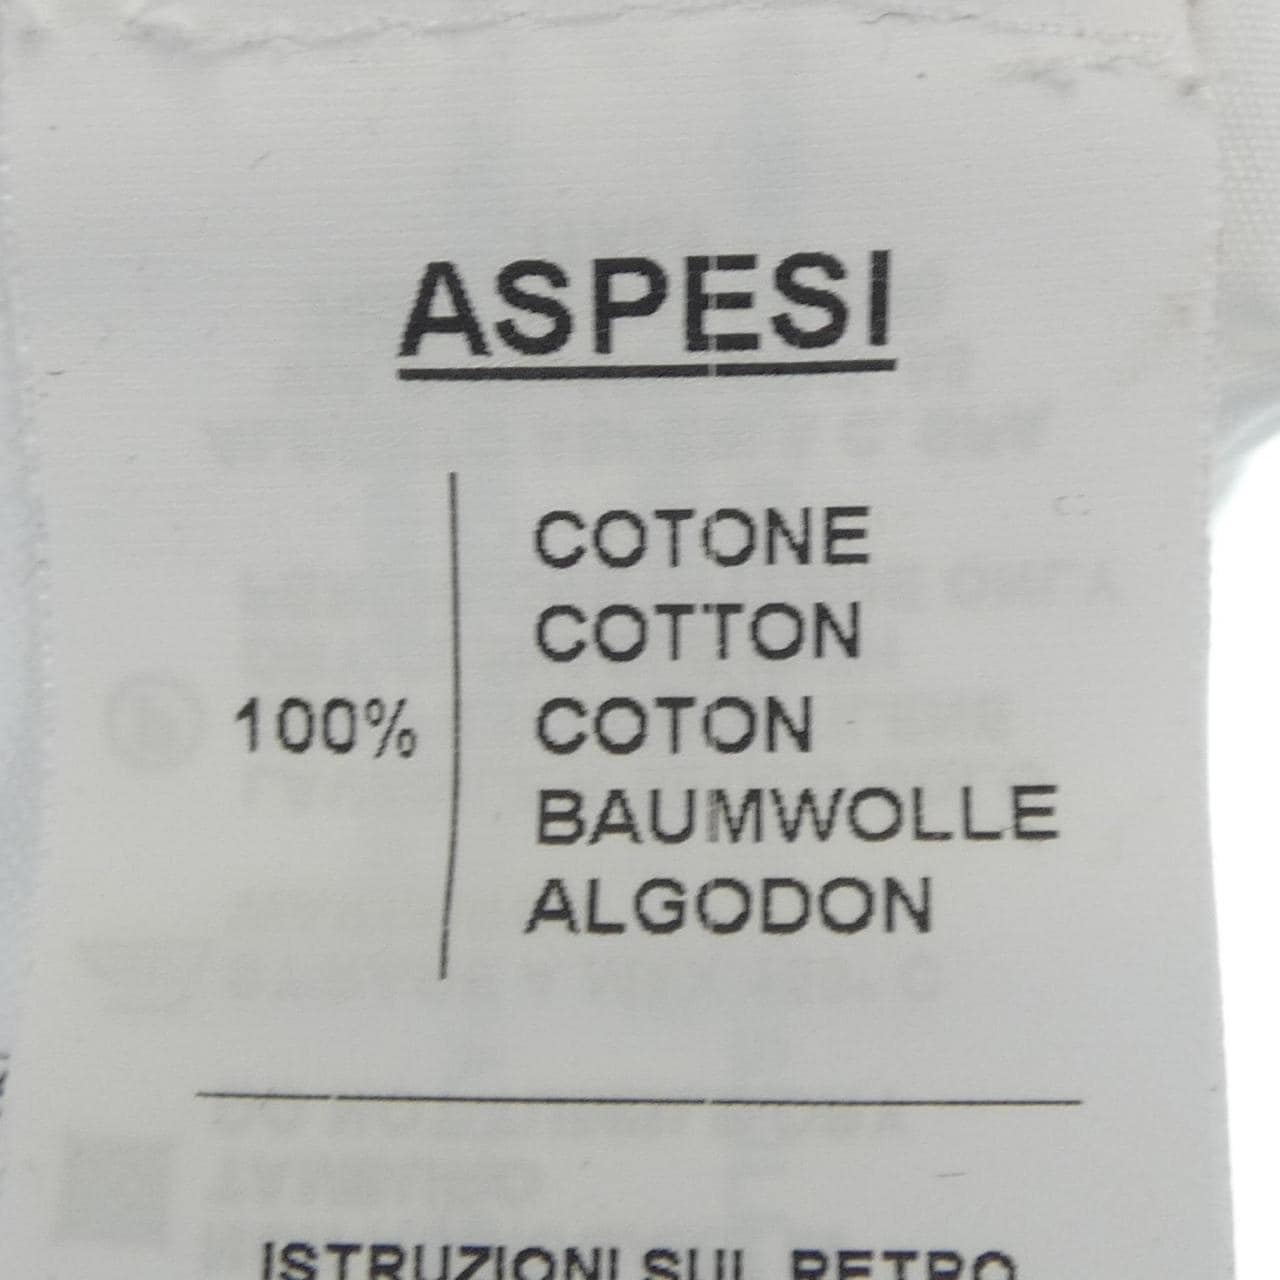 ASPESI
COTONE
COTTON
100% COTON
BAUMWOLLE
ALGODON
ISTRUZIONI SUL RETRO